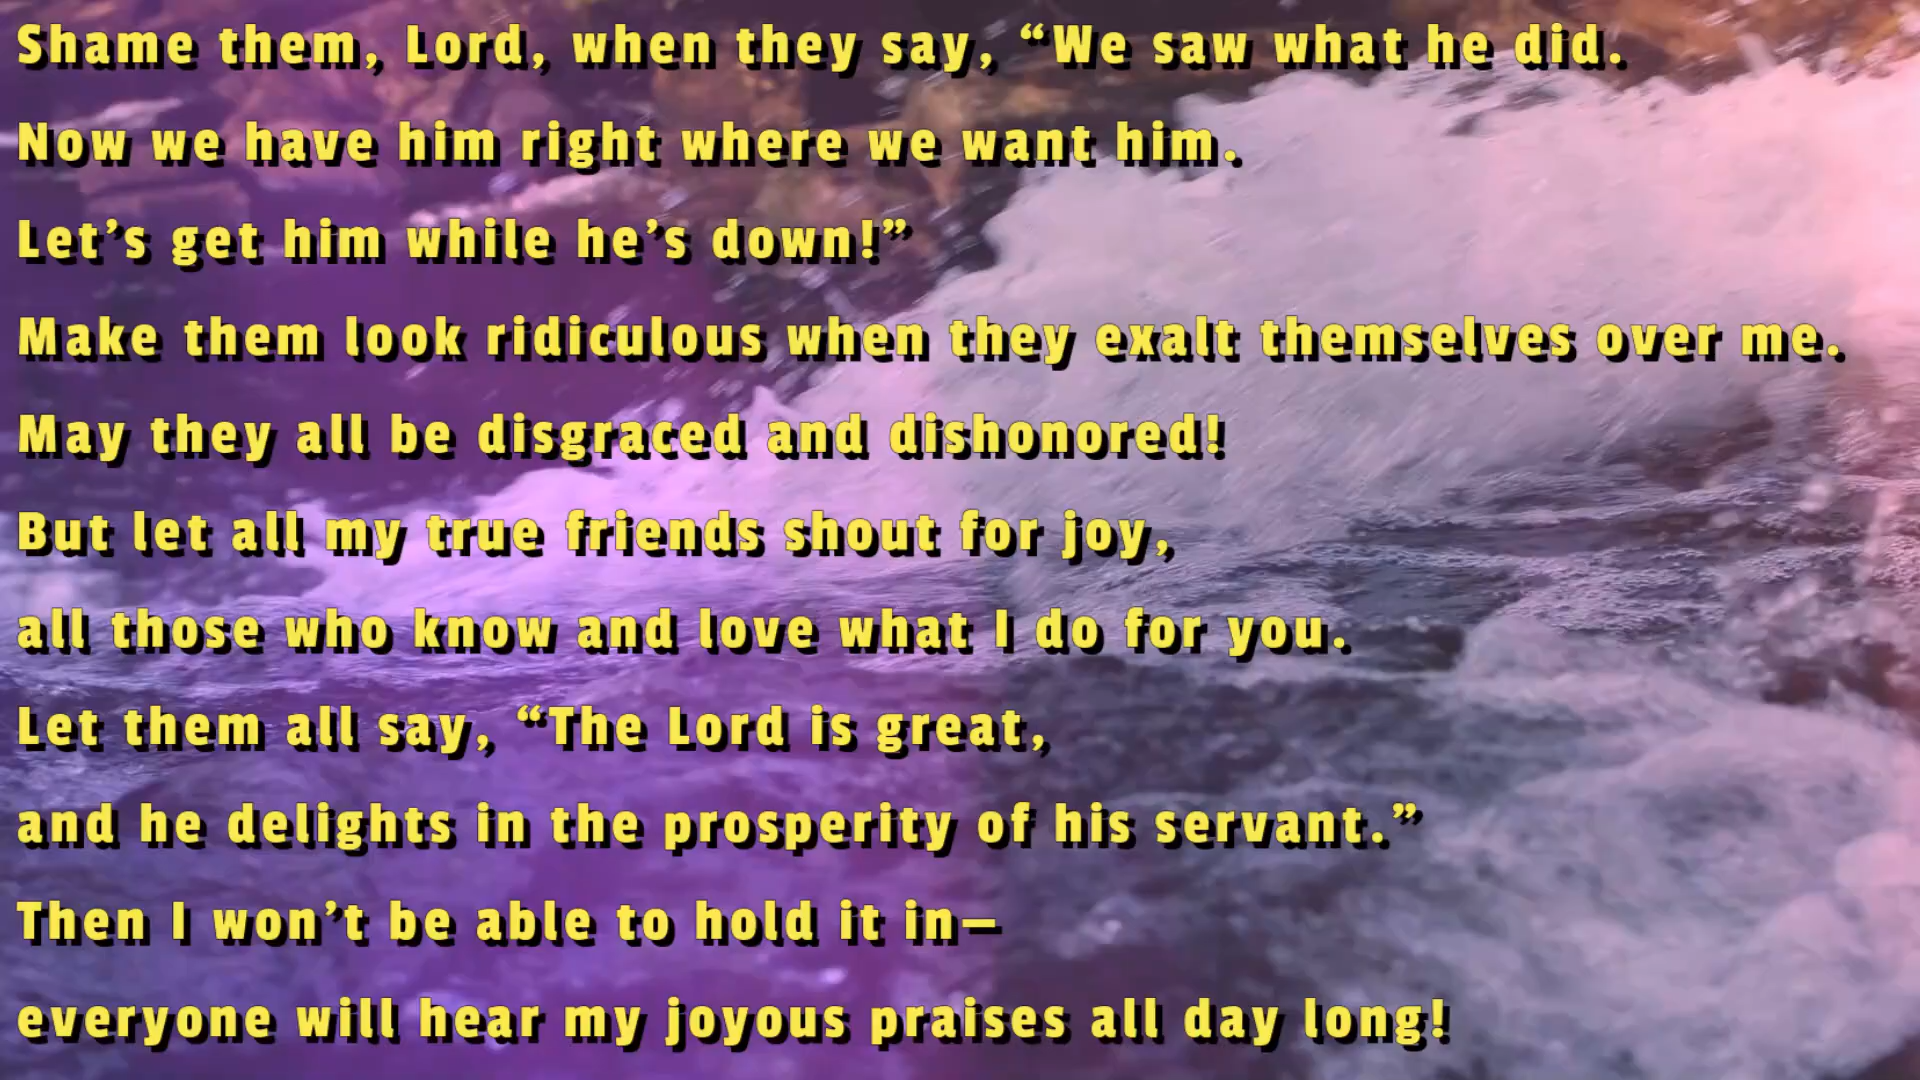 Shame them, Lord, when they say, “We saw what he did.
Now we have him right where we want him.
Let’s get him while he’s down!”
Make them look ridiculous when they exalt themselves over me.
May they all be disgraced and dishonored!
But let all my true friends shout for joy,
all those who know and love what I do for you.
Let them all say, “The Lord is great,
and he delights in the prosperity of his servant.”
Then I won’t be able to hold it in—
everyone will hear my joyous praises all day long!